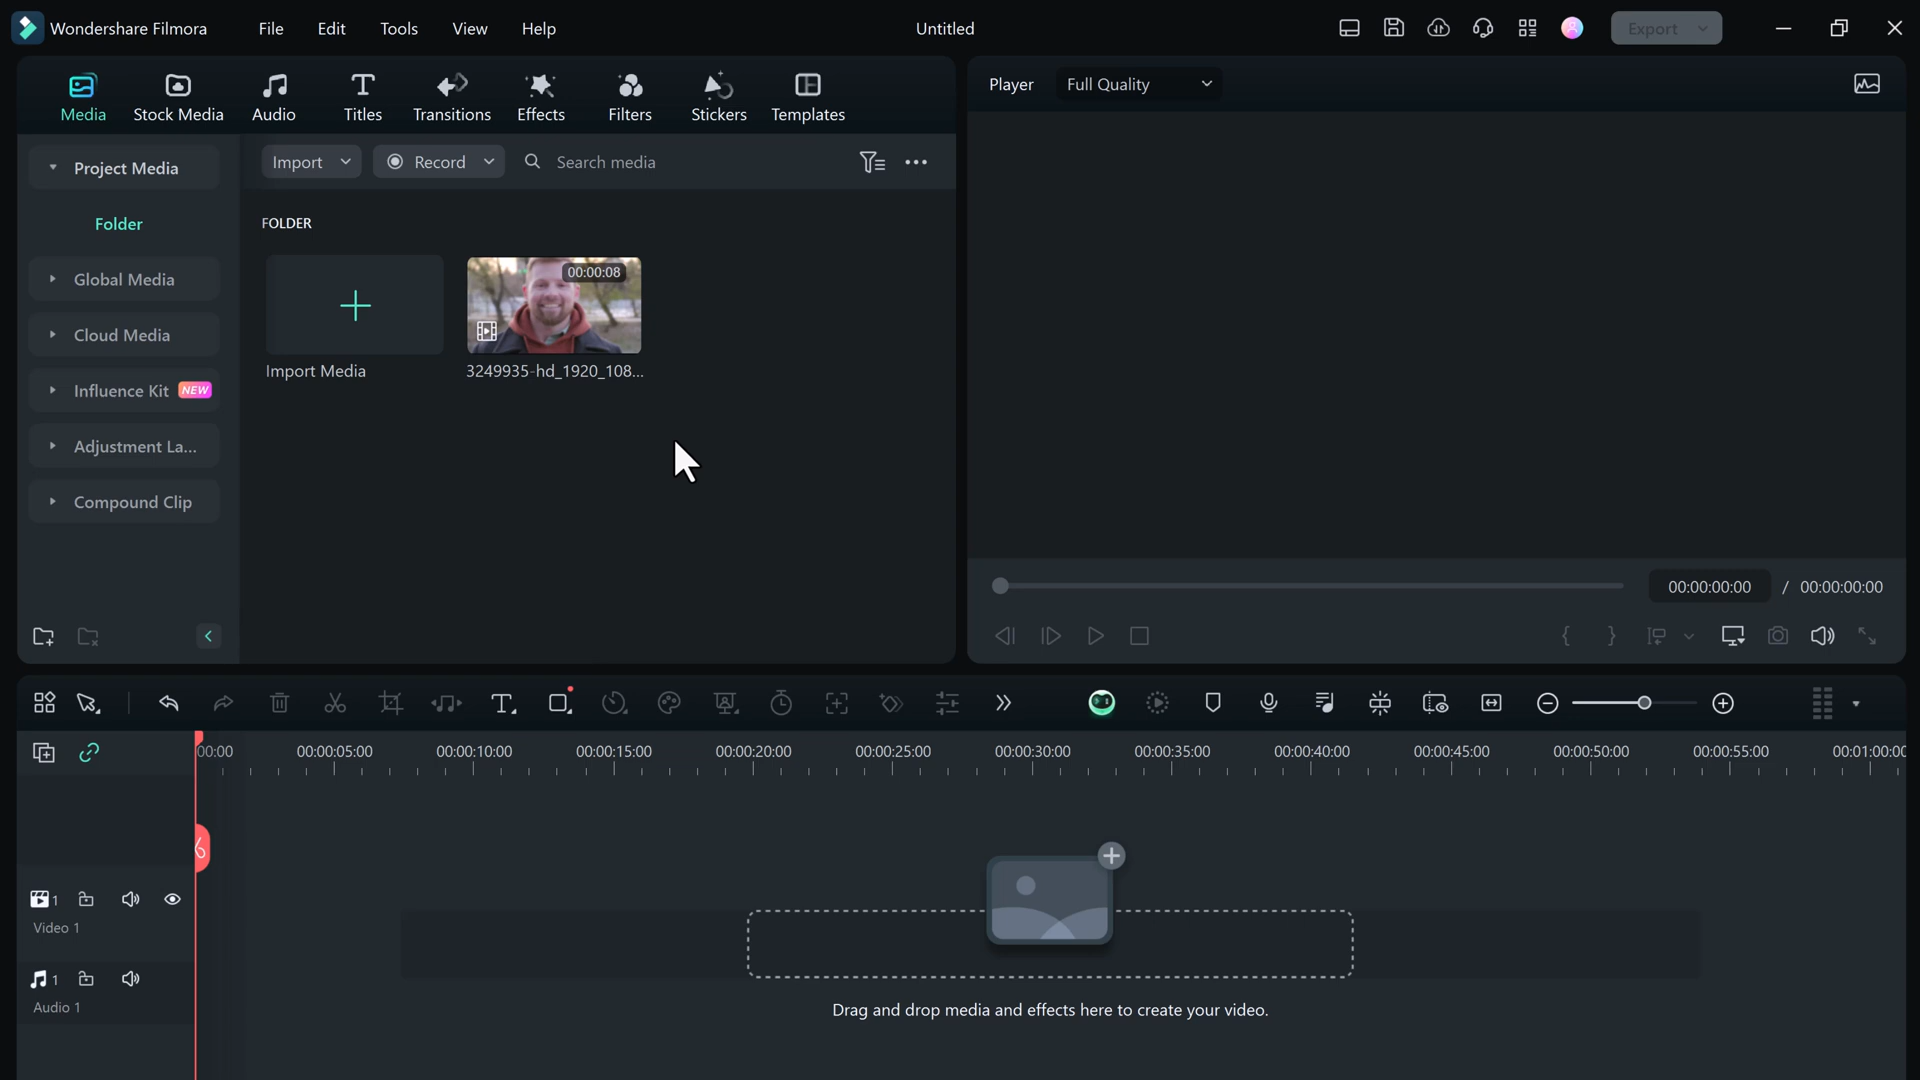 Wondershare Filmora
File
Edit
Tools
View
Help
Untitled
Export
Media
Stock Media
Audio
Titles
Transitions
Effects
Filters
Stickers
Templates
Player
Full Quality
Project Media
Folder
Global Media
Cloud Media
Influence Kit NEW
Adjustment La...
Compound Clip
Import
Record
Search media
FOLDER
Import Media
00:00:08
3249935-hd_1920_108...
00:00:00:00 / 00:00:00:00
00:00 00:00:05:00 00:00:10:00 00:00:15:00 00:00:20:00 00:00:25:00 00:00:30:00 00:00:35:00 00:00:40:00 00:00:45:00 00:00:50:00 00:00:55:00 00:01:00:00
1
Video 1
1
Audio 1
Drag and drop media and effects here to create your video.